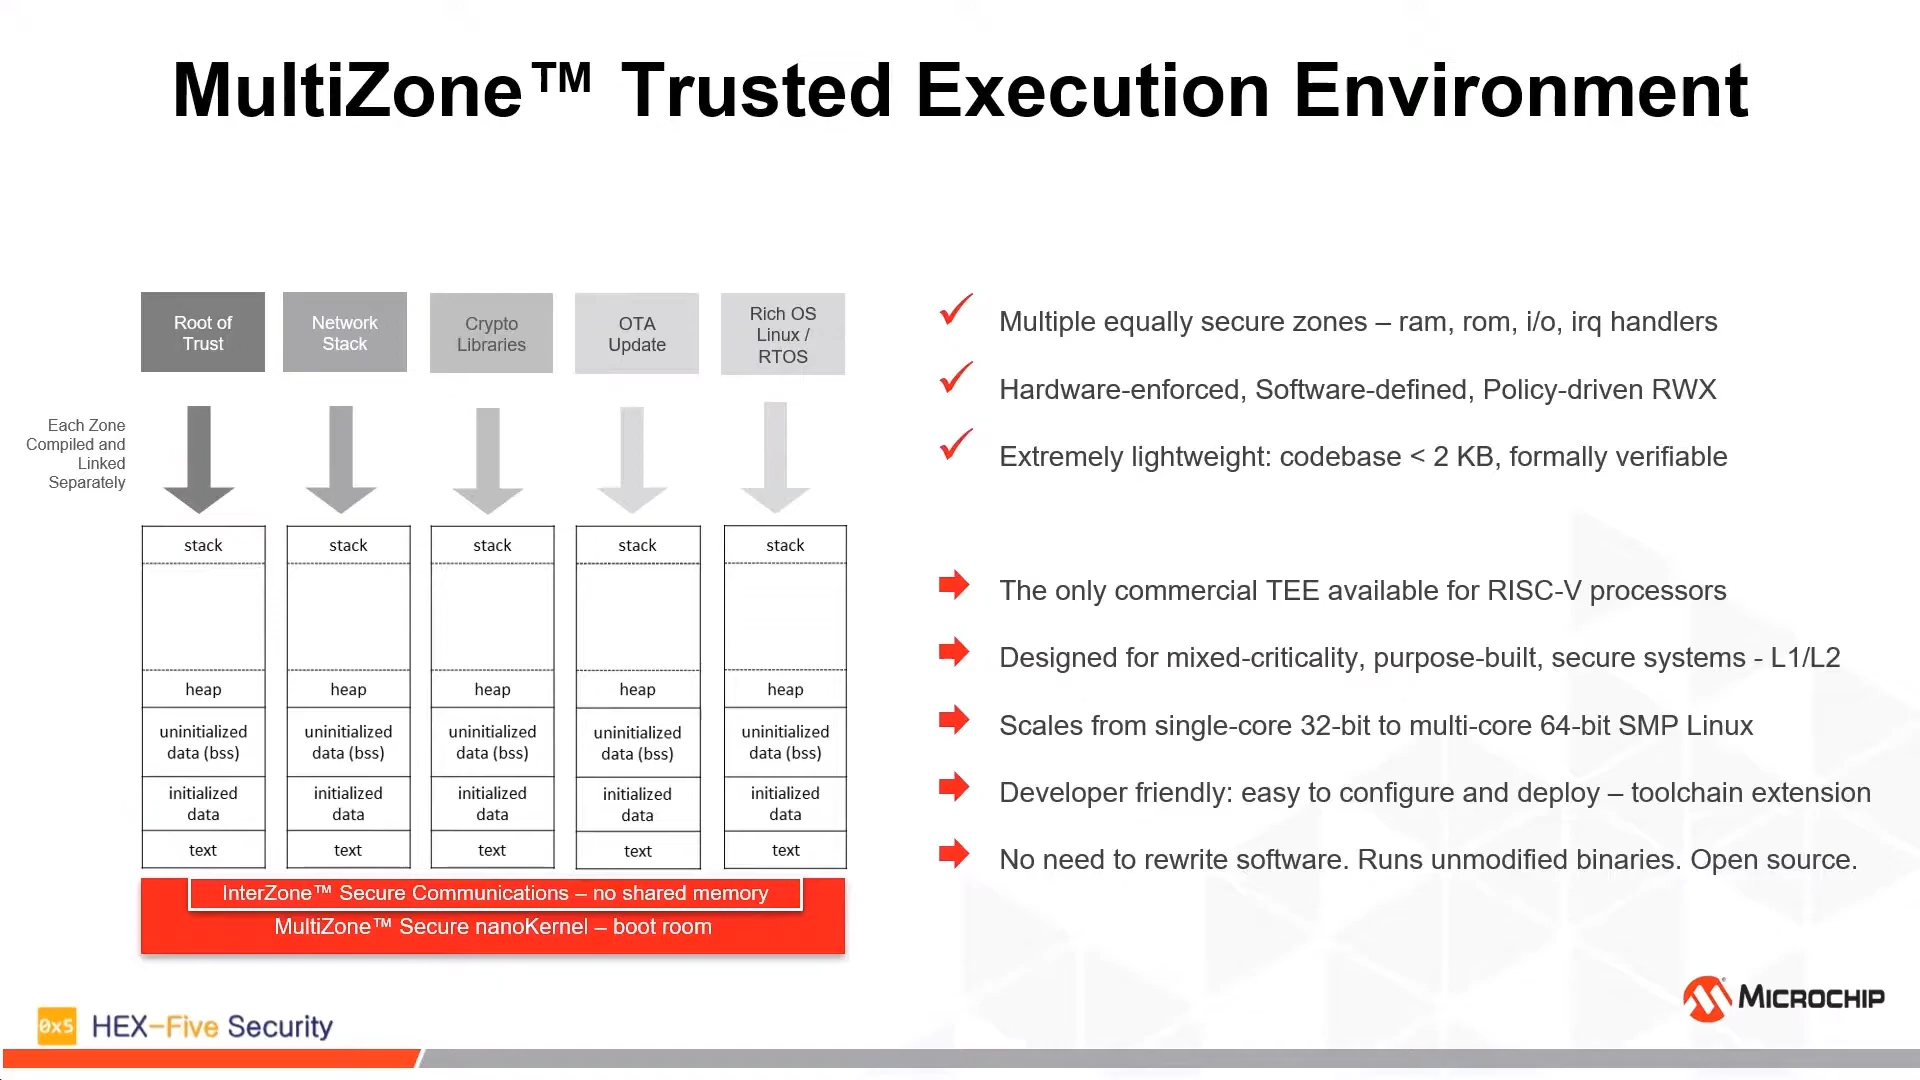 MultiZone™ Trusted Execution Environment
Root of
Trust
Network
Stack
Crypto
Libraries
OTA
Update
Rich OS
Linux /
RTOS
Each Zone
Compiled and
Linked
Separately
stack
heap
uninitialized
data (bss)
initialized
data
text
stack
heap
uninitialized
data (bss)
initialized
data
text
stack
heap
uninitialized
data (bss)
initialized
data
text
stack
heap
uninitialized
data (bss)
initialized
data
text
stack
heap
uninitialized
data (bss)
initialized
data
text
InterZone™ Secure Communications – no shared memory
MultiZone™ Secure nanoKernel – boot room
Multiple equally secure zones – ram, rom, i/o, irq handlers
Hardware-enforced, Software-defined, Policy-driven RWX
Extremely lightweight: codebase < 2 KB, formally verifiable
The only commercial TEE available for RISC-V processors
Designed for mixed-criticality, purpose-built, secure systems - L1/L2
Scales from single-core 32-bit to multi-core 64-bit SMP Linux
Developer friendly: easy to configure and deploy – toolchain extension
No need to rewrite software. Runs unmodified binaries. Open source.
0x5 HEX-Five Security
MICROCHIP